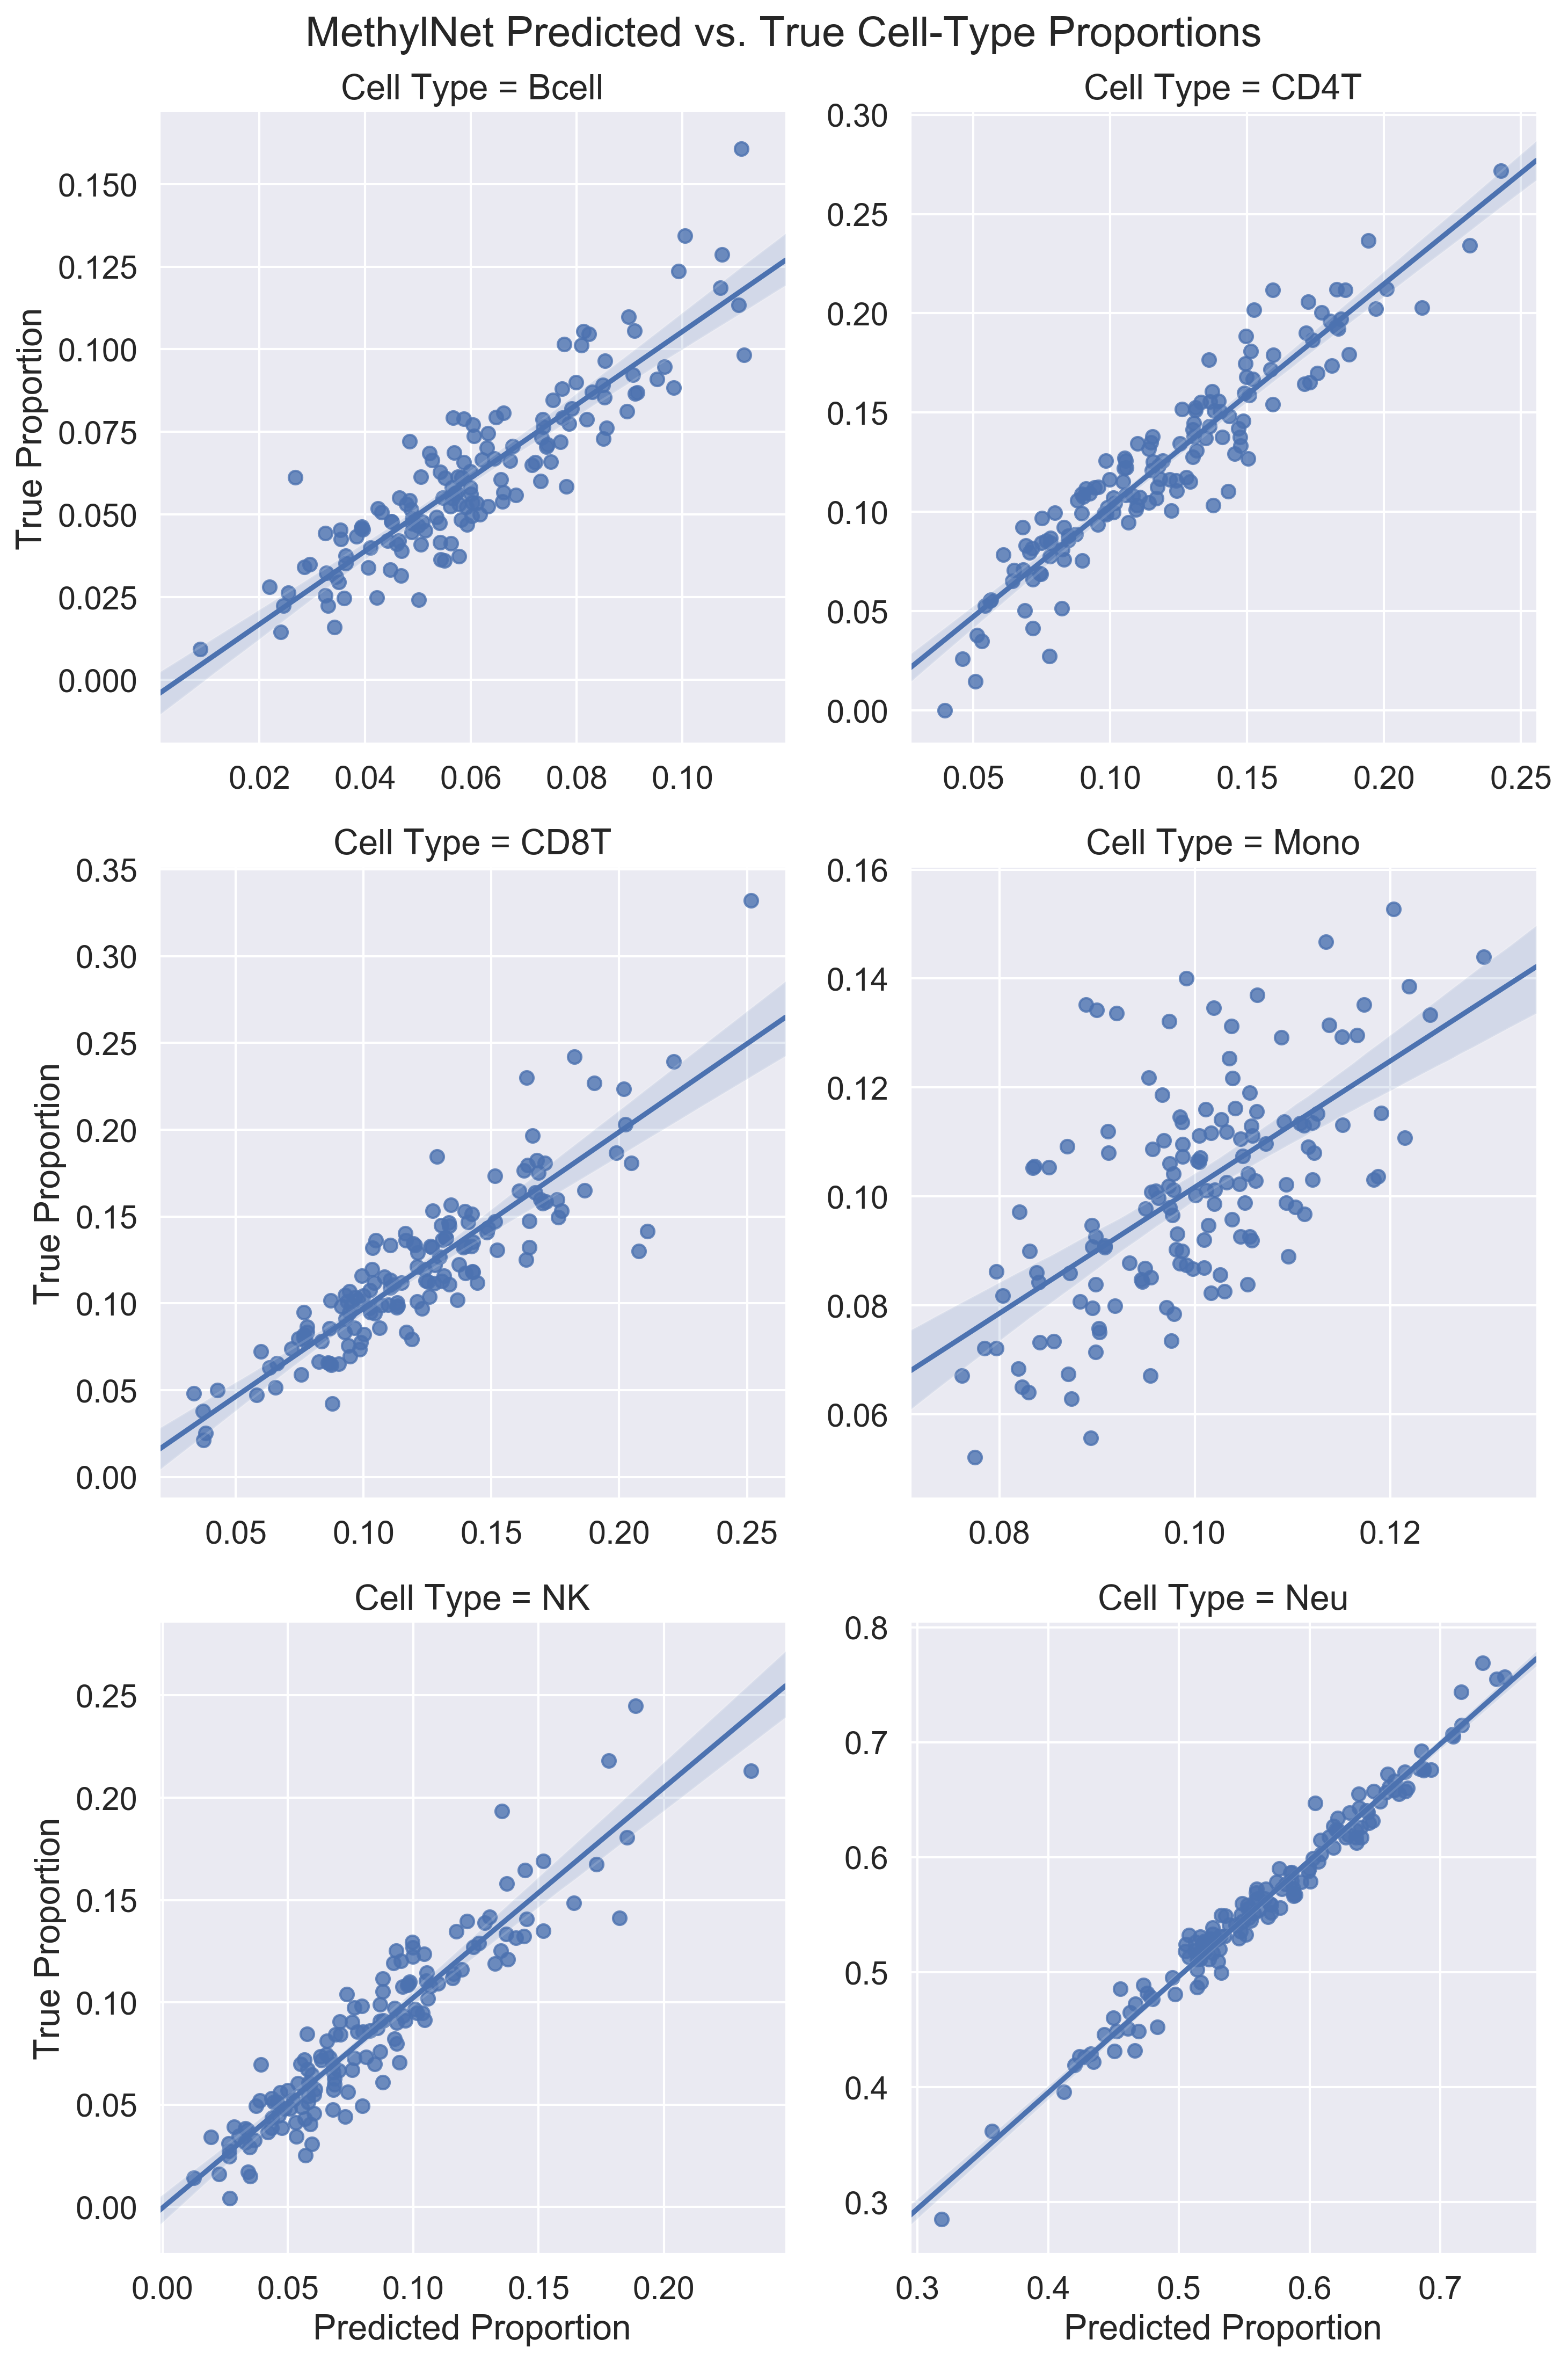 MethylNet Predicted vs. True Cell-Type Proportions
Cell Type = Bcell
True Proportion
0.150
0.125
0.100
0.075
0.050
0.025
0.000
0.02 0.04 0.06 0.08 0.10
Cell Type = CD4T
0.30
0.25
0.20
0.15
0.10
0.05
0.00
0.05 0.10 0.15 0.20 0.25
Cell Type = CD8T
True Proportion
0.35
0.30
0.25
0.20
0.15
0.10
0.05
0.00
0.05 0.10 0.15 0.20 0.25
Cell Type = Mono
0.16
0.14
0.12
0.10
0.08
0.06
0.08 0.10 0.12
Cell Type = NK
True Proportion
0.25
0.20
0.15
0.10
0.05
0.00
0.00 0.05 0.10 0.15 0.20
Predicted Proportion
Cell Type = Neu
0.8
0.7
0.6
0.5
0.4
0.3
0.3 0.4 0.5 0.6 0.7
Predicted Proportion